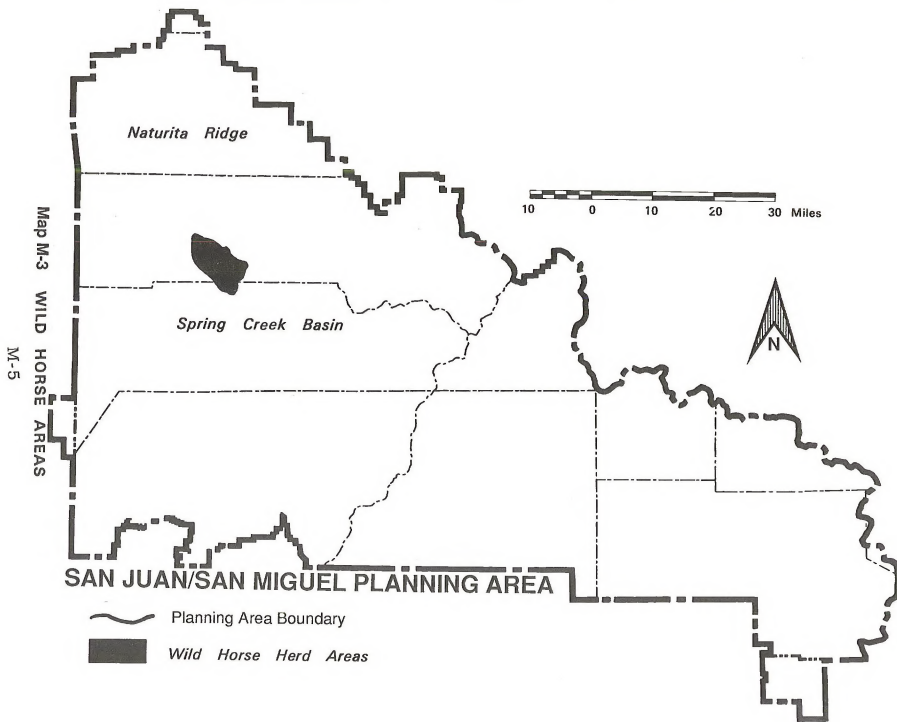 Naturita Ridge
10 0 10 20 30 Miles
Map M-3 WILD HORSE AREAS
M-5
Spring Creek Basin
N
SAN JUAN/SAN MIGUEL PLANNING AREA
Planning Area Boundary
Wild Horse Herd Areas